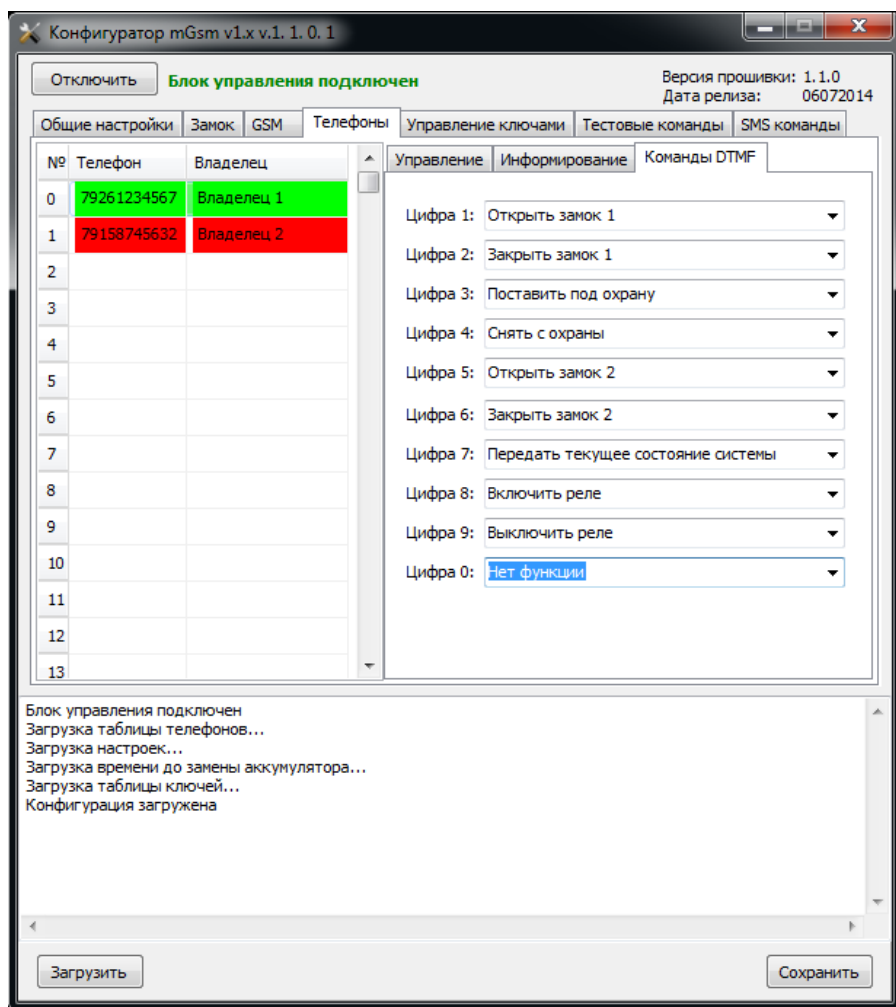 Конфигуратор mGsm v1.x v.1. 1. 0. 1
Отключить Блок управления подключен Версия прошивки: 1.1.0
Дата релиза: 06072014
Общие настройки Замок GSM Телефоны Управление ключами Тестовые команды SMS команды
№ Телефон Владелец
0 79261234567 Владелец 1
1 79158745632 Владелец 2
2
3
4
5
6
7
8
9
10
11
12
13
Управление Информирование Команды DTMF
Цифра 1: Открыть замок 1
Цифра 2: Закрыть замок 1
Цифра 3: Поставить под охрану
Цифра 4: Снять с охраны
Цифра 5: Открыть замок 2
Цифра 6: Закрыть замок 2
Цифра 7: Передать текущее состояние системы
Цифра 8: Включить реле
Цифра 9: Выключить реле
Цифра 0: Нет функции
Блок управления подключен
Загрузка таблицы телефонов...
Загрузка настроек...
Загрузка времени до замены аккумулятора...
Загрузка таблицы ключей...
Конфигурация загружена
Загрузить Сохранить